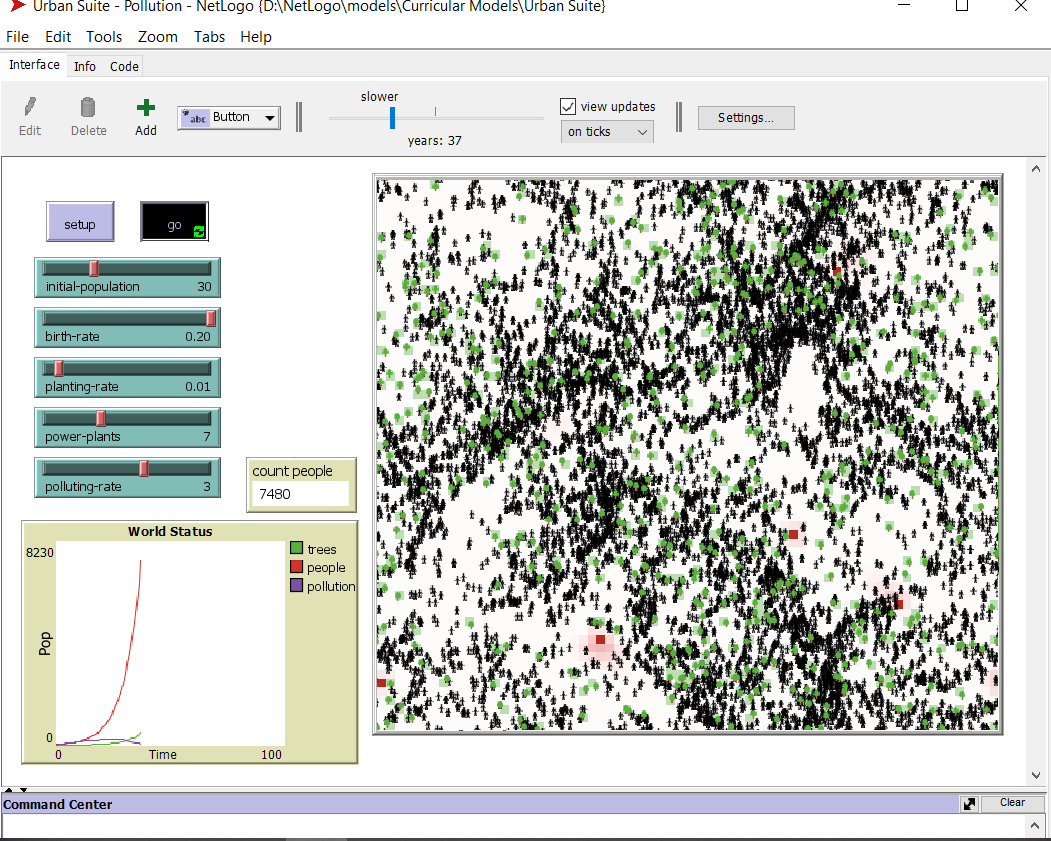 Urban Suite - Pollution - NetLogo {D:\NetLogo\models\Curricular Models\Urban Suite}
File Edit Tools Zoom Tabs Help
Interface Info Code
Edit Delete Add abc Button slower years: 37 view updates on ticks Settings...
setup go
initial-population 30
birth-rate 0.20
planting-rate 0.01
power-plants 7
polluting-rate 3
count people
7480
World Status
8230
Pop
0
0 Time 100
trees
people
pollution
Command Center Clear